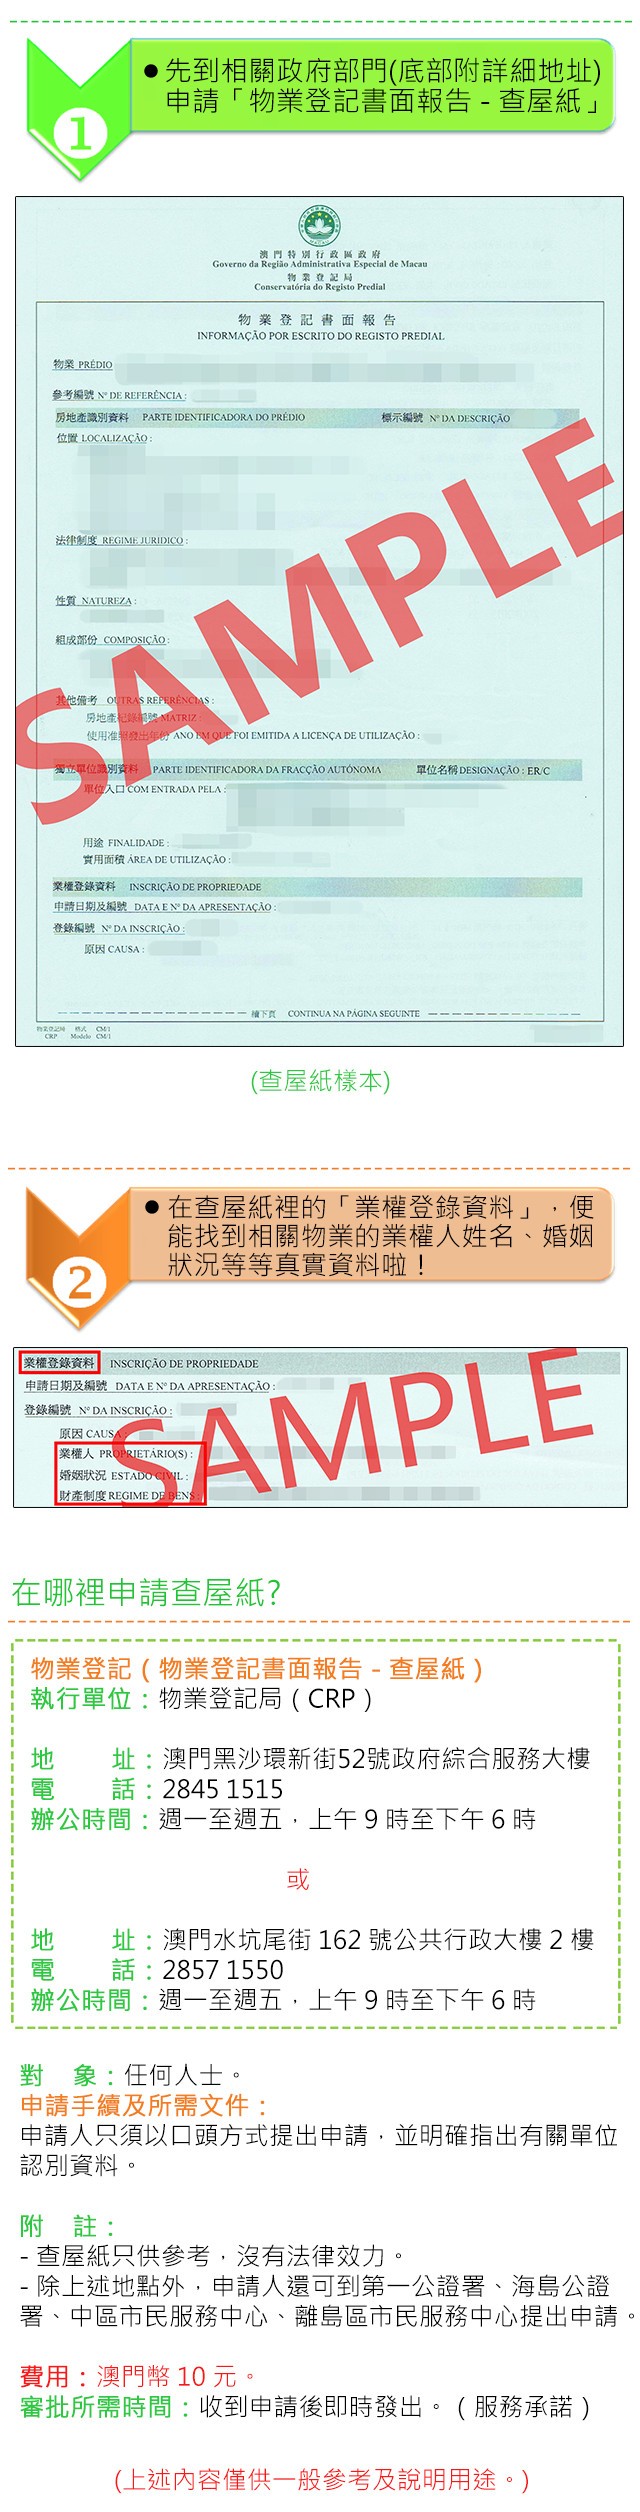 1
● 先到相關政府部門(底部附詳細地址)
申請「物業登記書面報告 - 查屋紙」
MACAU
澳門特別行政區政府
Governo da Região Administrativa Especial de Macau
物業登記局
Conservatória do Registo Predial
物業登記書面報告
INFORMAÇÃO POR ESCRITO DO REGISTO PREDIAL
物業 PRÉDIO
參考編號 Nº DE REFERÊNCIA :
房地產識別資料 PARTE IDENTIFICADORA DO PRÉDIO 標示編號 Nº DA DESCRIÇÃO
位置 LOCALIZAÇÃO :
法律制度 REGIME JURIDICO :
性質 NATUREZA :
組成部份 COMPOSIÇÃO :
其他備考 OUTRAS REFERÊNCIAS :
房地產紀錄編號 MATRIZ :
使用准照發出年份 ANO EM QUE FOI EMITIDA A LICENÇA DE UTILIZAÇÃO :
獨立單位識別資料 PARTE IDENTIFICADORA DA FRACÇÃO AUTÓNOMA 單位名稱 DESIGNAÇÃO : ER/C
單位入口 COM ENTRADA PELA :
用途 FINALIDADE :
實用面積 ÁREA DE UTILIZAÇÃO :
業權登錄資料 INSCRIÇÃO DE PROPRIEDADE
申請日期及編號 DATA E Nº DA APRESENTAÇÃO :
登錄編號 Nº DA INSCRIÇÃO :
原因 CAUSA :
續下頁 CONTINUA NA PÁGINA SEGUINTE
物業登記局 格式 CM/1
CRP Modelo CM/1
SAMPLE
(查屋紙樣本)
2
● 在查屋紙裡的「業權登錄資料」，便
能找到相關物業的業權人姓名、婚姻
狀況等等真實資料啦！
業權登錄資料 INSCRIÇÃO DE PROPRIEDADE
申請日期及編號 DATA E Nº DA APRESENTAÇÃO :
登錄編號 Nº DA INSCRIÇÃO :
原因 CAUSA :
業權人 PROPRIETÁRIO(S) :
婚姻狀況 ESTADO CIVIL :
財產制度 REGIME DE BENS :
SAMPLE
在哪裡申請查屋紙?
物業登記（物業登記書面報告 - 查屋紙）
執行單位：物業登記局（CRP）
地 址：澳門黑沙環新街52號政府綜合服務大樓
電 話：2845 1515
辦公時間：週一至週五，上午 9 時至下午 6 時
或
地 址：澳門水坑尾街 162 號公共行政大樓 2 樓
電 話：2857 1550
辦公時間：週一至週五，上午 9 時至下午 6 時
對 象：任何人士。
申請手續及所需文件：
申請人只須以口頭方式提出申請，並明確指出有關單位
認別資料。
附 註：
- 查屋紙只供參考，沒有法律效力。
- 除上述地點外，申請人還可到第一公證署、海島公證
署、中區市民服務中心、離島區市民服務中心提出申請。
費用：澳門幣 10 元。
審批所需時間：收到申請後即時發出。（服務承諾）
(上述內容僅供一般參考及說明用途。)